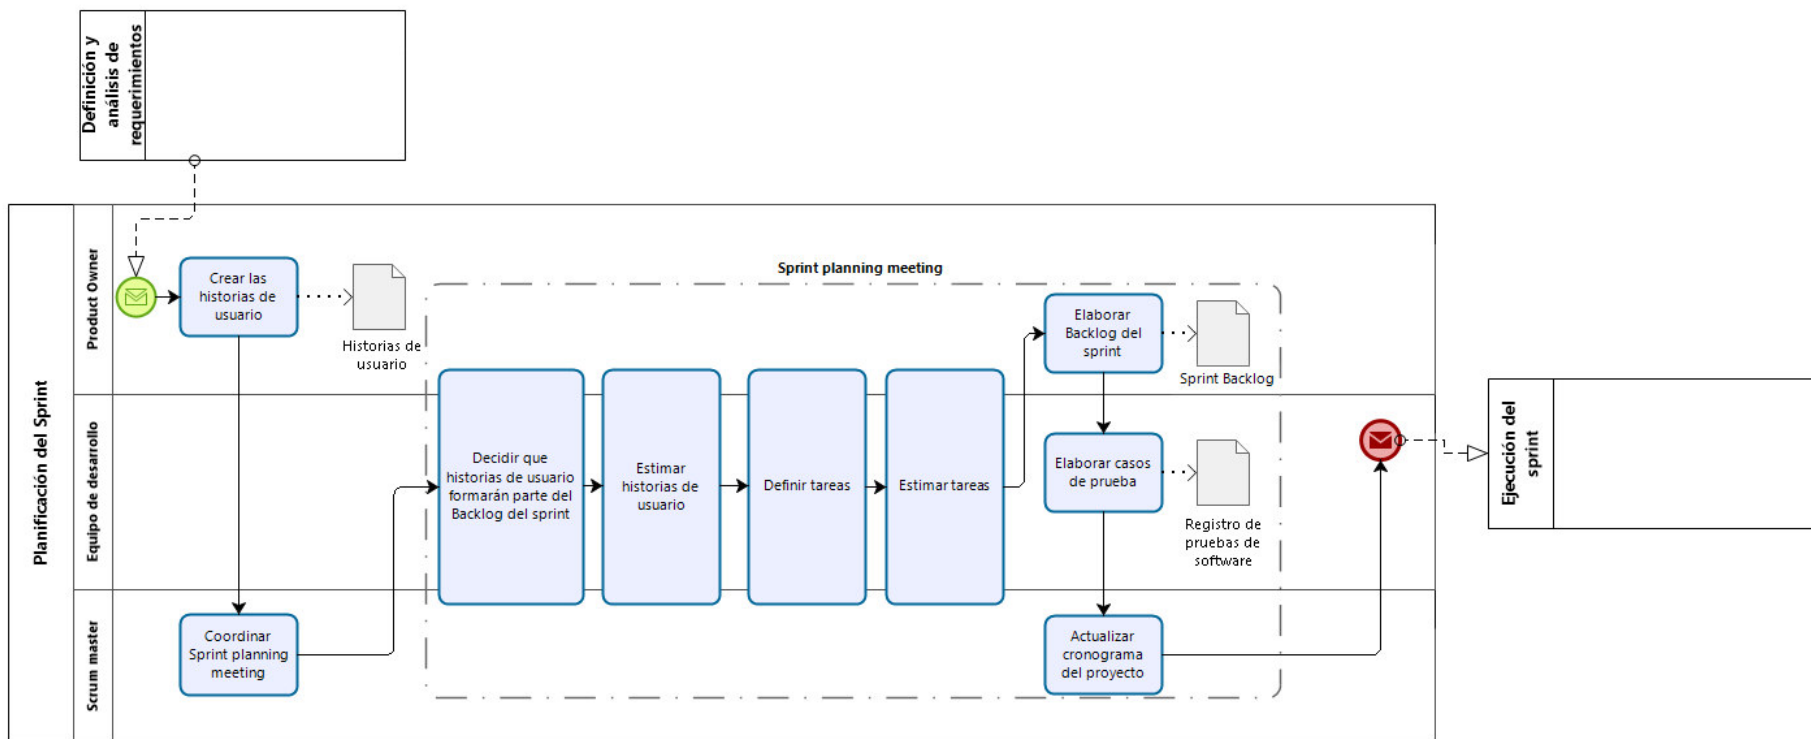 Definición y
análisis de
requerimientos
Planificación del Sprint
Product Owner
Equipo de desarrollo
Scrum master
Crear las
historias de
usuario
Historias de
usuario
Sprint planning meeting
Elaborar
Backlog del
sprint
Sprint Backlog
Decidir que
historias de usuario
formarán parte del
Backlog del sprint
Estimar
historias de
usuario
Definir tareas
Estimar tareas
Elaborar casos
de prueba
Registro de
pruebas de
software
Coordinar
Sprint planning
meeting
Actualizar
cronograma
del proyecto
Ejecución del
sprint